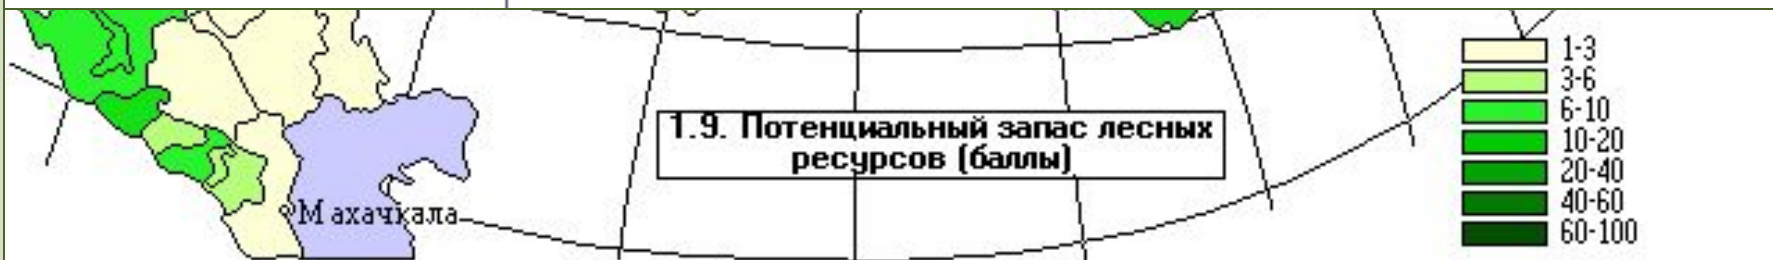 1.9. Потенциальный запас лесных
ресурсов (баллы)
Махачкала
1-3
3-6
6-10
10-20
20-40
40-60
60-100